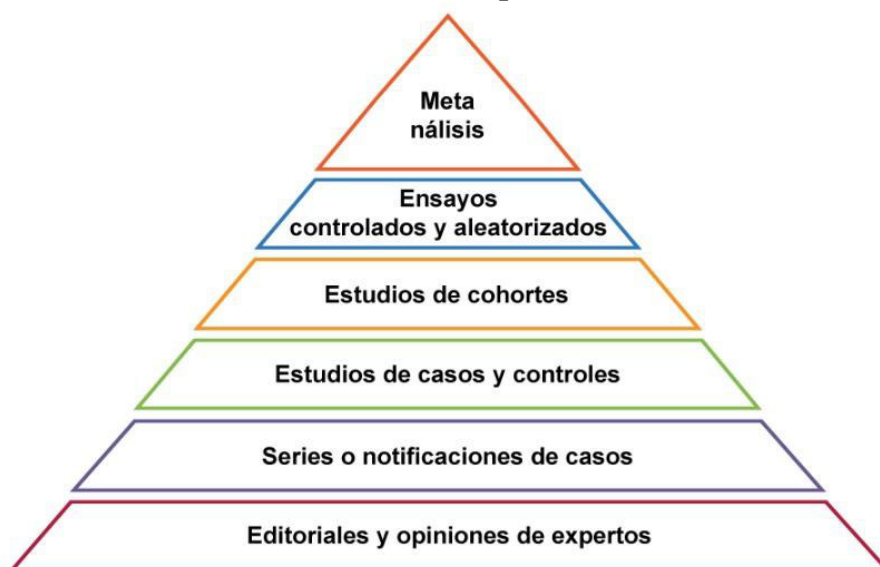 Meta
nálisis
Ensayos
controlados y aleatorizados
Estudios de cohortes
Estudios de casos y controles
Series o notificaciones de casos
Editoriales y opiniones de expertos